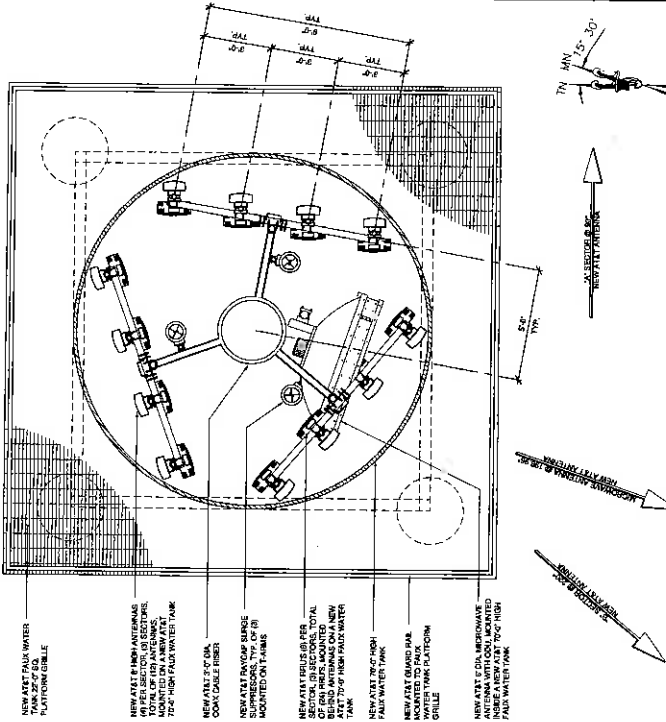 NEW AT&T FAUX WATER
TANK 22'-0" SQ.
PLATFORM GRILLE
NEW AT&T 8' HIGH ANTENNAS
(4) PER SECTOR, (3) SECTORS,
TOTAL OF (12) ANTENNAS,
MOUNTED ON A NEW AT&T
70'-0" HIGH FAUX WATER TANK
NEW AT&T 3'-0" DIA.
COAX CABLE RISER
NEW AT&T RAYCAP SURGE
SUPPRESSORS, TYP. OF (3)
MOUNTED ON T-ARMS
NEW AT&T RRUS (8) PER
SECTOR, (3) SECTORS, TOTAL
OF (24) RRUS, MOUNTED
BEHIND ANTENNAS ON A NEW
AT&T 70'-0" HIGH FAUX WATER
TANK
NEW AT&T 70'-0" HIGH
FAUX WATER TANK
NEW AT&T GUARD RAIL
MOUNTED TO FAUX
WATER TANK PLATFORM
GRILLE
NEW AT&T 6' DIA. MICROWAVE
ANTENNA WITH ODU, MOUNTED
INSIDE A NEW AT&T 70'-0" HIGH
FAUX WATER TANK
TYP.
3'-0"
TYP.
3'-0"
TYP.
3'-0"
TYP.
5'-0"
TYP.
TN
MN
15° 30'
"A" SECTOR @ 90°
NEW AT&T ANTENNA
MICROWAVE ANTENNA @
NEW AT&T ANTENNA
SECTOR @
NEW AT&T ANTENNA